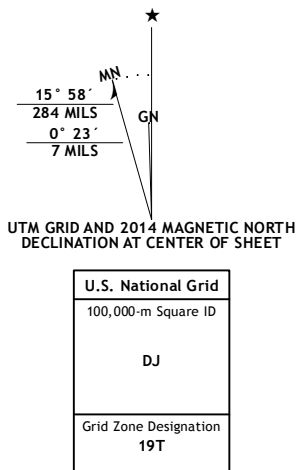 ★
MN
GN
15° 58´
284 MILS
0° 23´
7 MILS
UTM GRID AND 2014 MAGNETIC NORTH
DECLINATION AT CENTER OF SHEET
U.S. National Grid
100,000-m Square ID
DJ
Grid Zone Designation
19T